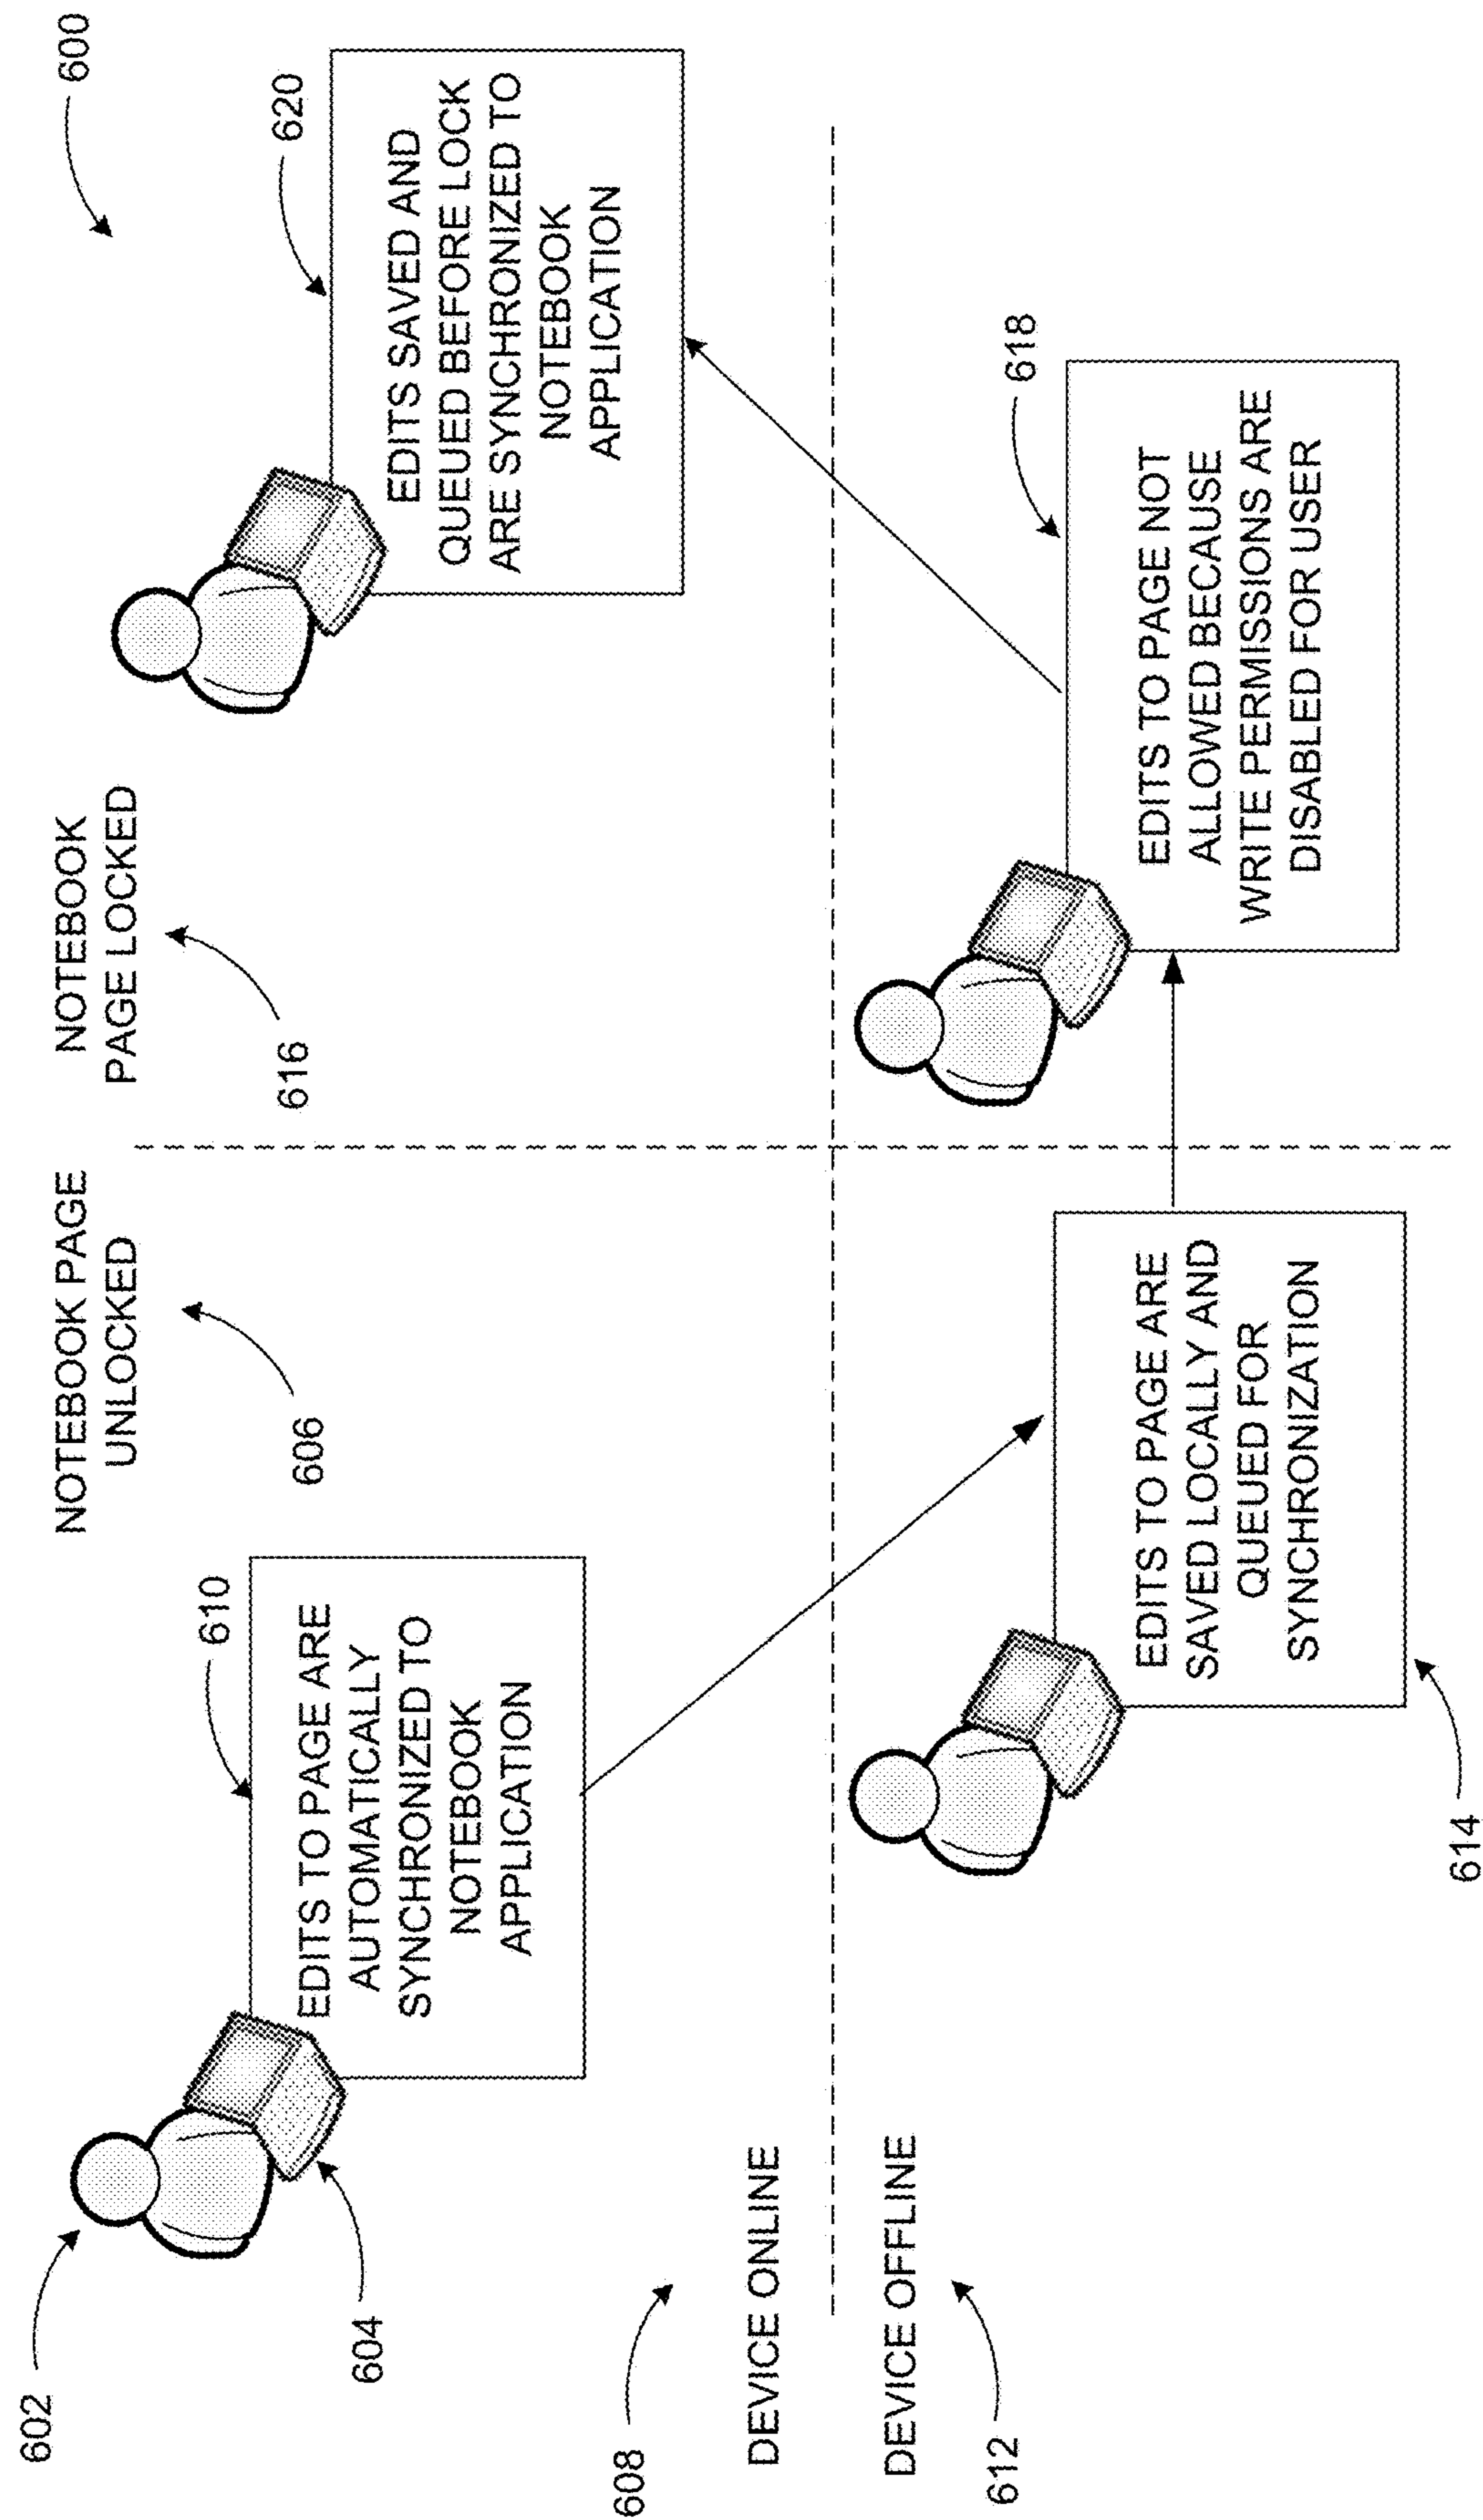 600
NOTEBOOK PAGE
UNLOCKED
606
NOTEBOOK
PAGE LOCKED
616
602
604
610
EDITS TO PAGE ARE
AUTOMATICALLY
SYNCHRONIZED TO
NOTEBOOK
APPLICATION
620
EDITS SAVED AND
QUEUED BEFORE LOCK
ARE SYNCHRONIZED TO
NOTEBOOK
APPLICATION
608
DEVICE ONLINE
DEVICE OFFLINE
612
EDITS TO PAGE ARE
SAVED LOCALLY AND
QUEUED FOR
SYNCHRONIZATION
614
618
EDITS TO PAGE NOT
ALLOWED BECAUSE
WRITE PERMISSIONS ARE
DISABLED FOR USER